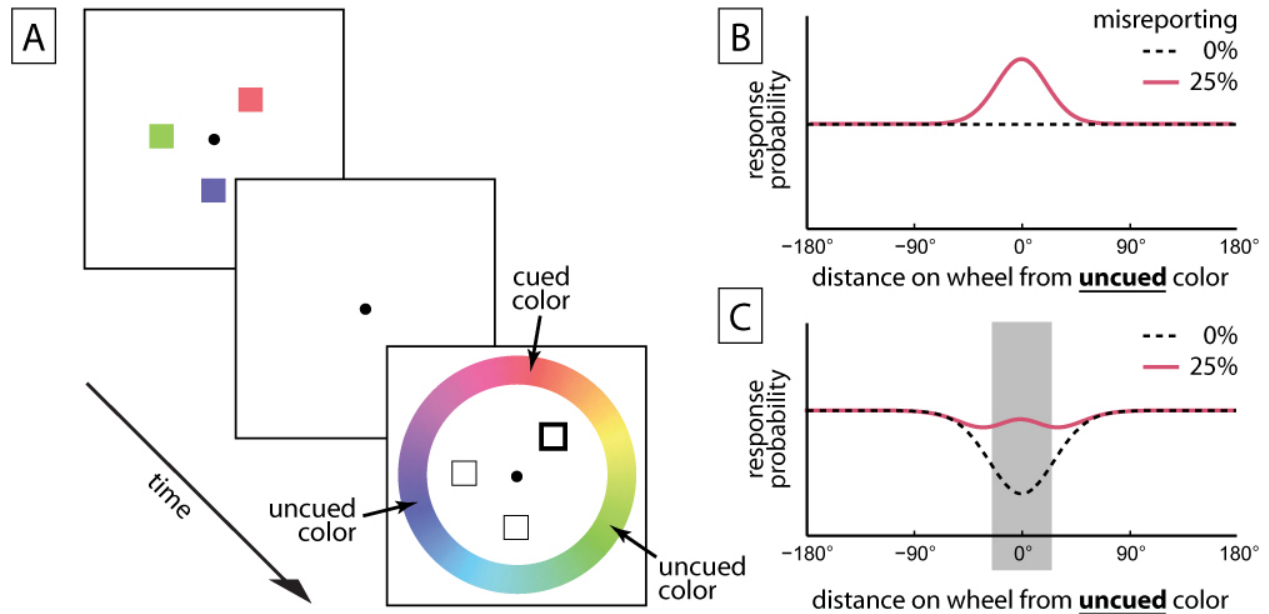 A
time
cued
color
uncued
color
uncued
color
B
misreporting
0%
25%
response
probability
−180°
−90°
0°
90°
180°
distance on wheel from uncued color
C
0%
25%
response
probability
−180°
−90°
0°
90°
180°
distance on wheel from uncued color